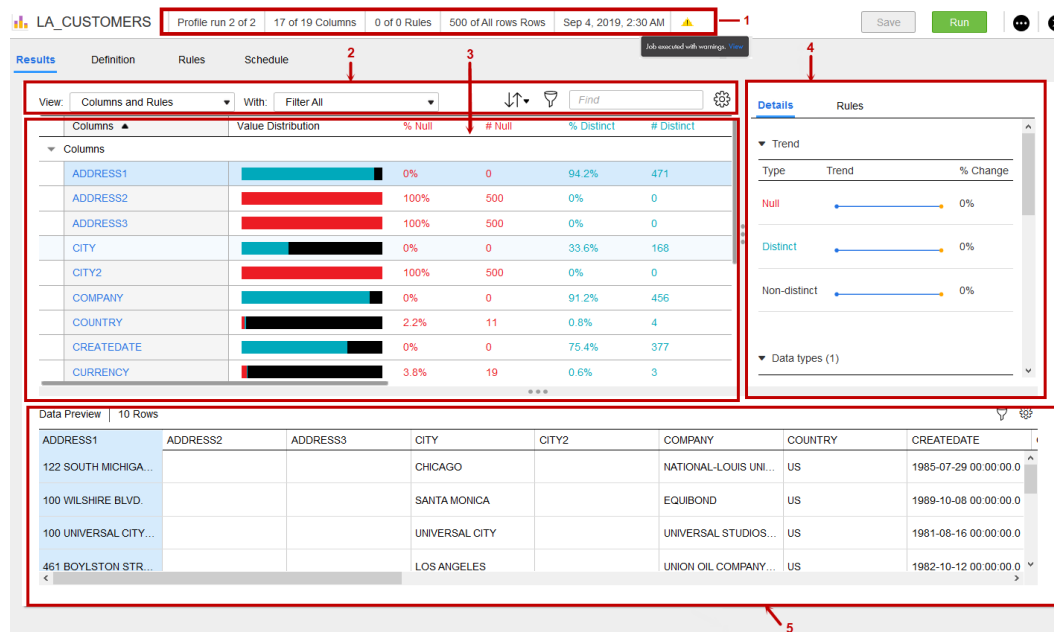 LA_CUSTOMERS Profile run 2 of 2 17 of 19 Columns 0 of 0 Rules 500 of All rows Rows Sep 4, 2019, 2:30 AM 1 Save Run
Job executed with warnings. View
Results Definition Rules Schedule 2 3 4
View: Columns and Rules With: Filter All Find
Columns Value Distribution % Null # Null % Distinct # Distinct
Columns
ADDRESS1 0% 0 94.2% 471
ADDRESS2 100% 500 0% 0
ADDRESS3 100% 500 0% 0
CITY 0% 0 33.6% 168
CITY2 100% 500 0% 0
COMPANY 0% 0 91.2% 456
COUNTRY 2.2% 11 0.8% 4
CREATEDATE 0% 0 75.4% 377
CURRENCY 3.8% 19 0.6% 3
Details Rules
Trend
Type Trend % Change
Null 0%
Distinct 0%
Non-distinct 0%
Data types (1)
Data Preview 10 Rows
ADDRESS1 ADDRESS2 ADDRESS3 CITY CITY2 COMPANY COUNTRY CREATEDATE
122 SOUTH MICHIGA... CHICAGO NATIONAL-LOUIS UNI... US 1985-07-29 00:00:00.0
100 WILSHIRE BLVD. SANTA MONICA EQUIBOND US 1989-10-08 00:00:00.0
100 UNIVERSAL CITY... UNIVERSAL CITY UNIVERSAL STUDIOS... US 1981-08-16 00:00:00.0
461 BOYLSTON STR... LOS ANGELES UNION OIL COMPANY... US 1982-10-12 00:00:00.0
5